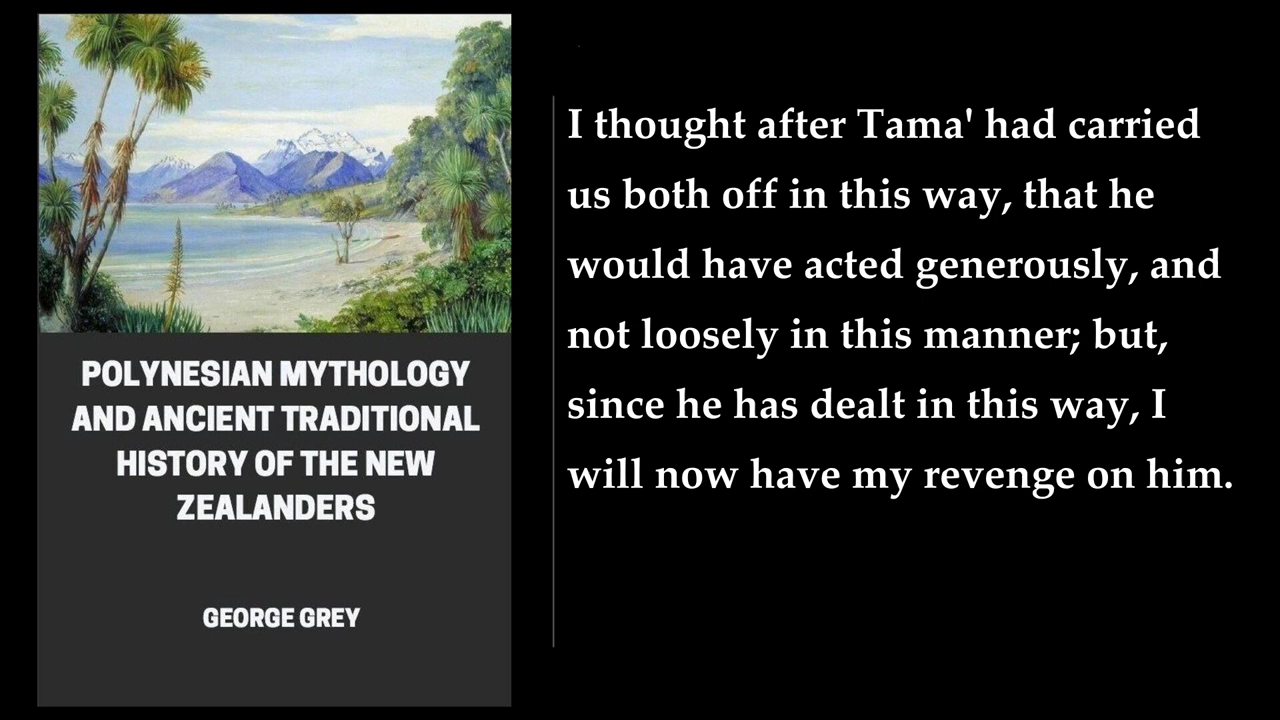 POLYNESIAN MYTHOLOGY
AND ANCIENT TRADITIONAL
HISTORY OF THE NEW
ZEALANDERS
GEORGE GREY
I thought after Tama' had carried
us both off in this way, that he
would have acted generously, and
not loosely in this manner; but,
since he has dealt in this way, I
will now have my revenge on him.